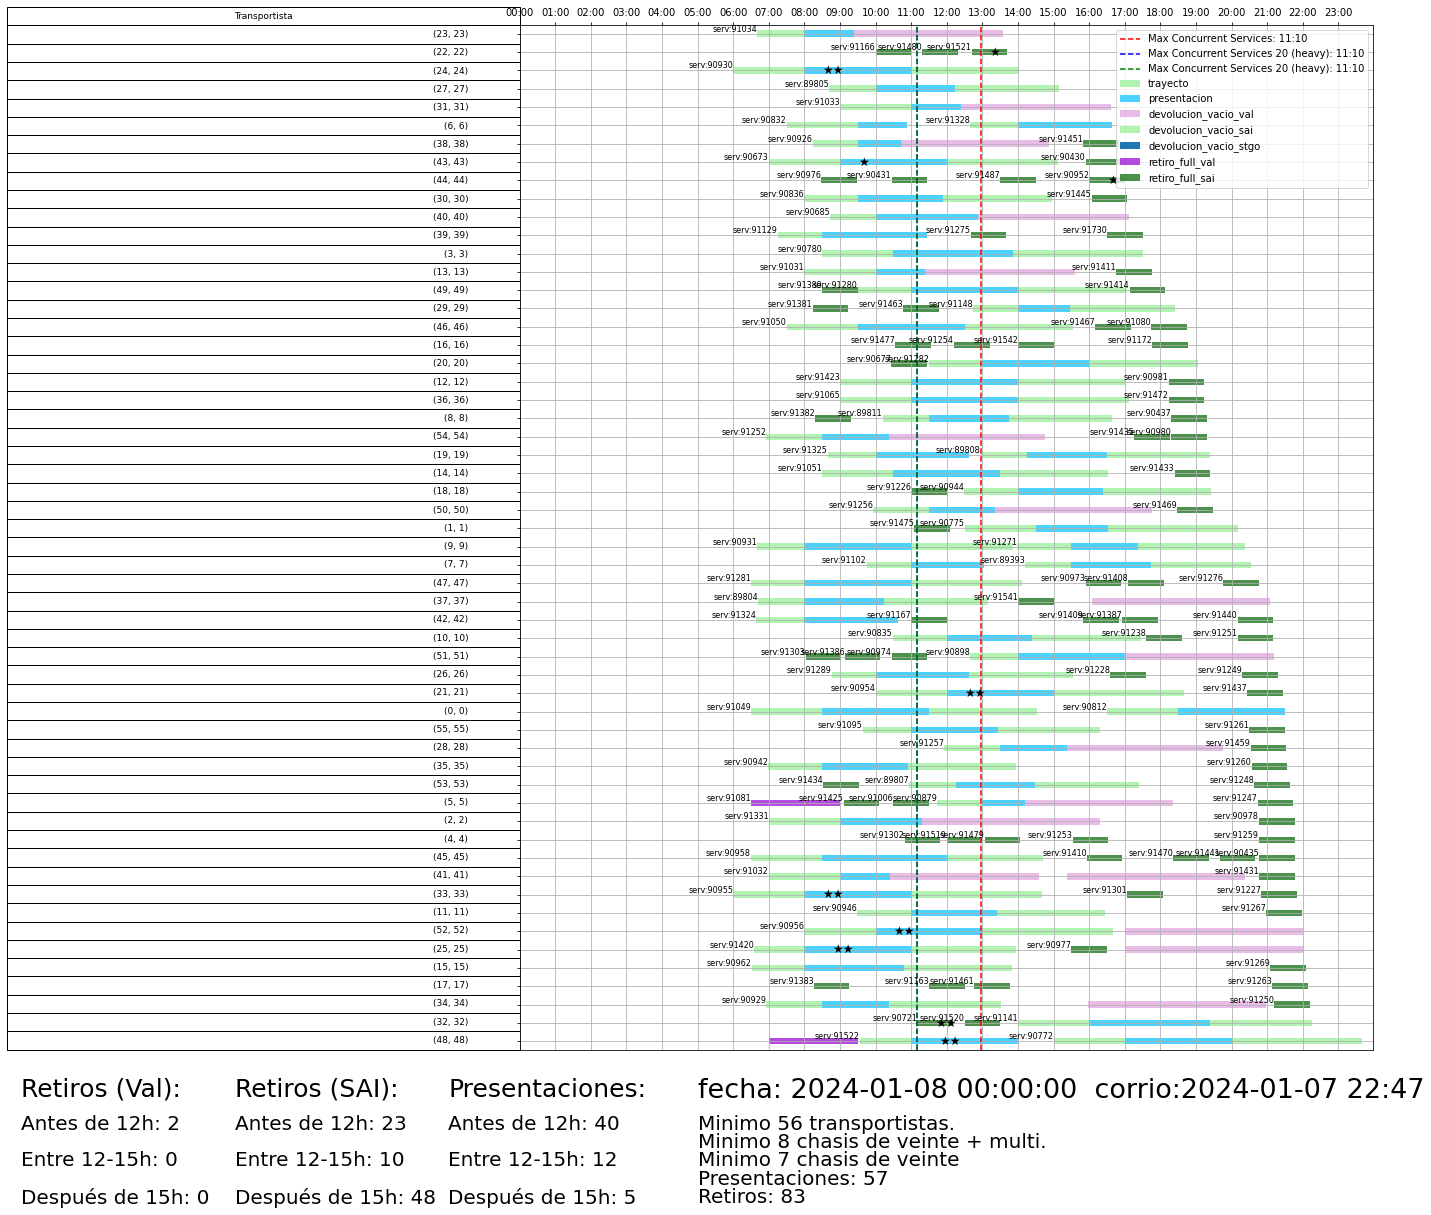 Transportista
00:00 01:00 02:00 03:00 04:00 05:00 06:00 07:00 08:00 09:00 10:00 11:00 12:00 13:00 14:00 15:00 16:00 17:00 18:00 19:00 20:00 21:00 22:00 23:00
Max Concurrent Services: 11:10
Max Concurrent Services 20 (heavy): 11:10
Max Concurrent Services 20 (heavy): 11:10
trayecto
presentacion
devolucion_vacio_val
devolucion_vacio_sai
devolucion_vacio_stgo
retiro_full_val
retiro_full_sai
(23, 23) serv:91034
(22, 22) serv:91166 serv:91480 serv:91521
(24, 24) serv:90930
(27, 27) serv:89805
(31, 31) serv:91033
(6, 6) serv:90832 serv:91328
(38, 38) serv:90926 serv:91451
(43, 43) serv:90673 serv:90430
(44, 44) serv:90976 serv:90431 serv:91487 serv:90952
(30, 30) serv:90836 serv:91445
(40, 40) serv:90685
(39, 39) serv:91129 serv:91275 serv:91730
(3, 3) serv:90780
(13, 13) serv:91031 serv:91411
(49, 49) serv:91280 serv:91414
(29, 29) serv:91381 serv:91463 serv:91148
(46, 46) serv:91050 serv:91467 serv:91080
(16, 16) serv:91477 serv:91254 serv:91542 serv:91172
(20, 20) serv:91282
(12, 12) serv:91423 serv:90981
(36, 36) serv:91065 serv:91472
(8, 8) serv:91382 serv:89811 serv:90437
(54, 54) serv:91252 serv:90980
(19, 19) serv:91325 serv:89808
(14, 14) serv:91051 serv:91433
(18, 18) serv:91226 serv:90944
(50, 50) serv:91256 serv:91469
(1, 1) serv:91475 serv:90775
(9, 9) serv:90931 serv:91271
(7, 7) serv:91102 serv:89393
(47, 47) serv:91281 serv:90973 serv:91408 serv:91276
(37, 37) serv:89804 serv:91541
(42, 42) serv:91324 serv:91167 serv:91387 serv:91440
(10, 10) serv:90835 serv:91238 serv:91251
(51, 51) serv:91386 serv:90974 serv:90898
(26, 26) serv:91289 serv:91228 serv:91249
(21, 21) serv:90954 serv:91437
(0, 0) serv:91049 serv:90812
(55, 55) serv:91095 serv:91261
(28, 28) serv:91257 serv:91459
(35, 35) serv:90942 serv:91260
(53, 53) serv:91434 serv:89807 serv:91248
(5, 5) serv:91081 serv:91425 serv:91006 serv:90879 serv:91247
(2, 2) serv:91331 serv:90978
(4, 4) serv:91302 serv:91479 serv:91253 serv:91259
(45, 45) serv:90958 serv:91410 serv:91470 serv:90435
(41, 41) serv:91032 serv:91431
(33, 33) serv:90955 serv:91301 serv:91227
(11, 11) serv:90946 serv:91267
(52, 52) serv:90956
(25, 25) serv:91420 serv:90977
(15, 15) serv:90962 serv:91269
(17, 17) serv:91383 serv:91163 serv:91461 serv:91263
(34, 34) serv:90929 serv:91250
(32, 32) serv:90721 serv:91520 serv:91141
(48, 48) serv:91522 serv:90772
Retiros (Val): Retiros (SAI): Presentaciones: fecha: 2024-01-08 00:00:00 corrio:2024-01-07 22:47
Antes de 12h: 2 Antes de 12h: 23 Antes de 12h: 40 Minimo 56 transportistas.
Minimo 8 chasis de veinte + multi.
Entre 12-15h: 0 Entre 12-15h: 10 Entre 12-15h: 12 Minimo 7 chasis de veinte
Presentaciones: 57
Después de 15h: 0 Después de 15h: 48 Después de 15h: 5 Retiros: 83